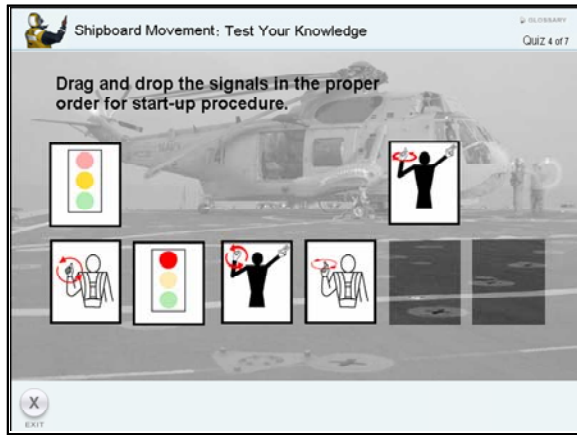 Shipboard Movement: Test Your Knowledge
GLOSSARY
Quiz 4 of 7
Drag and drop the signals in the proper
order for start-up procedure.
X
EXIT